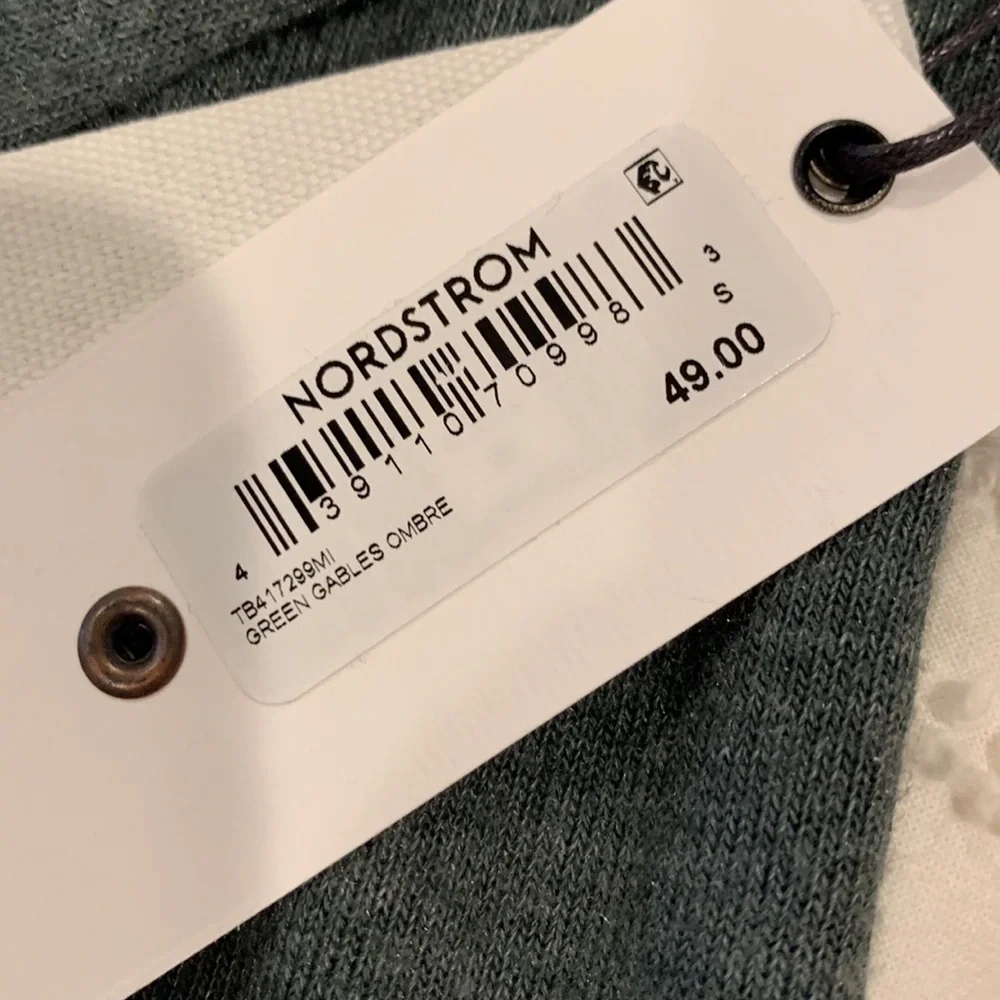 NORDSTROM
4 39110 70998 3
S
49.00
TB417299MI
GREEN GABLES OMBRE